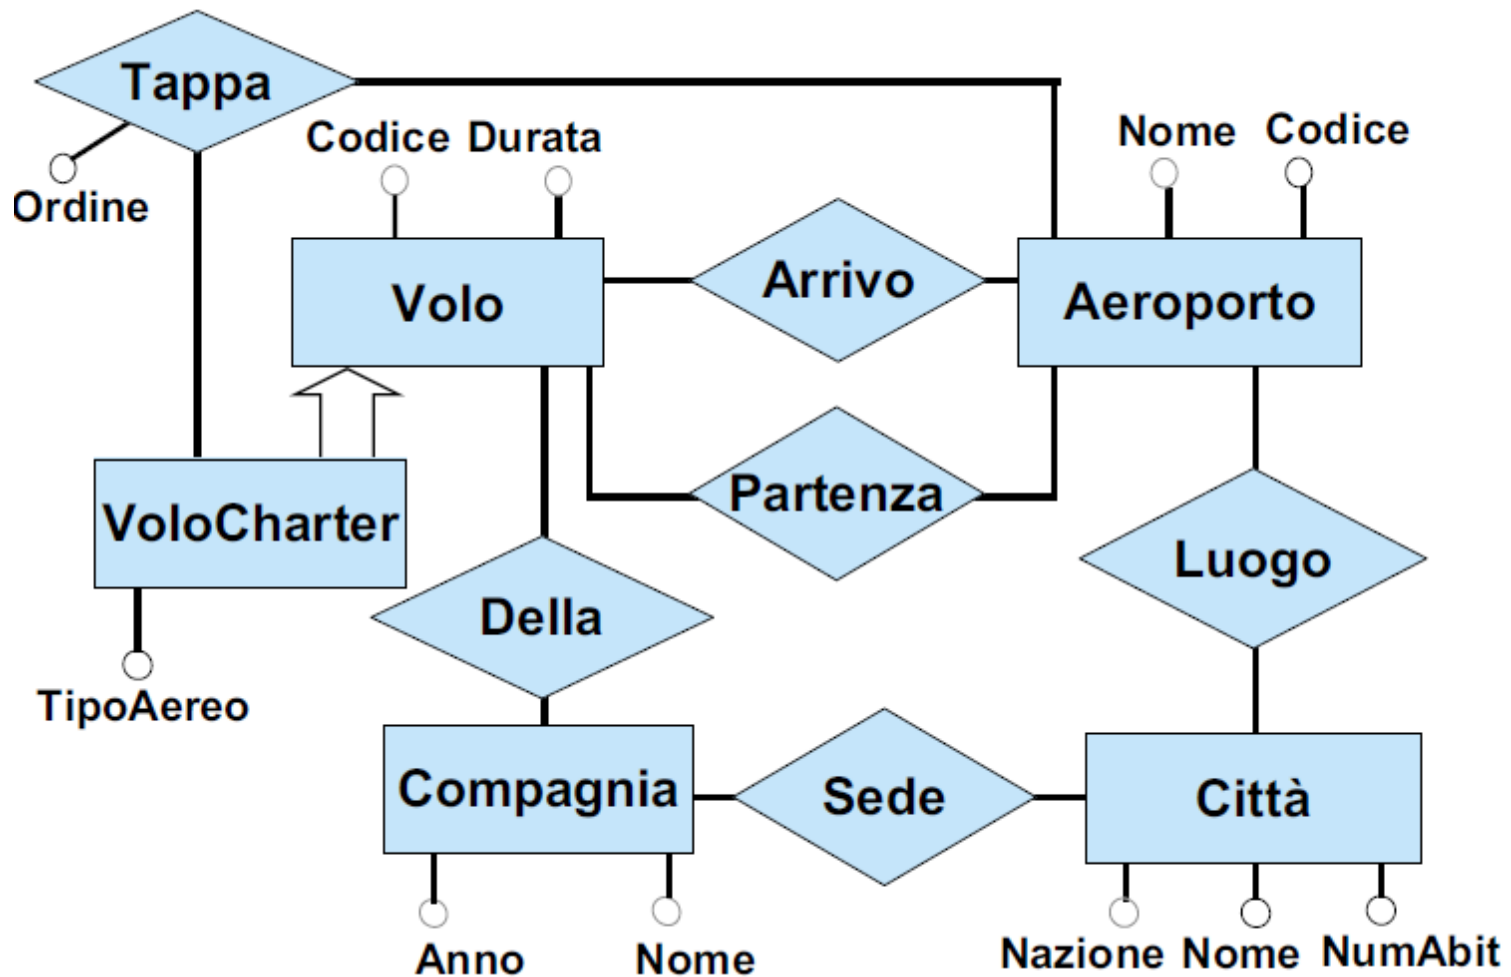 Tappa
Codice Durata
Nome Codice
Ordine
Arrivo
Volo
Aeroporto
Partenza
VoloCharter
Luogo
Della
TipoAereo
Compagnia
Sede
Città
Anno
Nome
Nazione Nome NumAbit